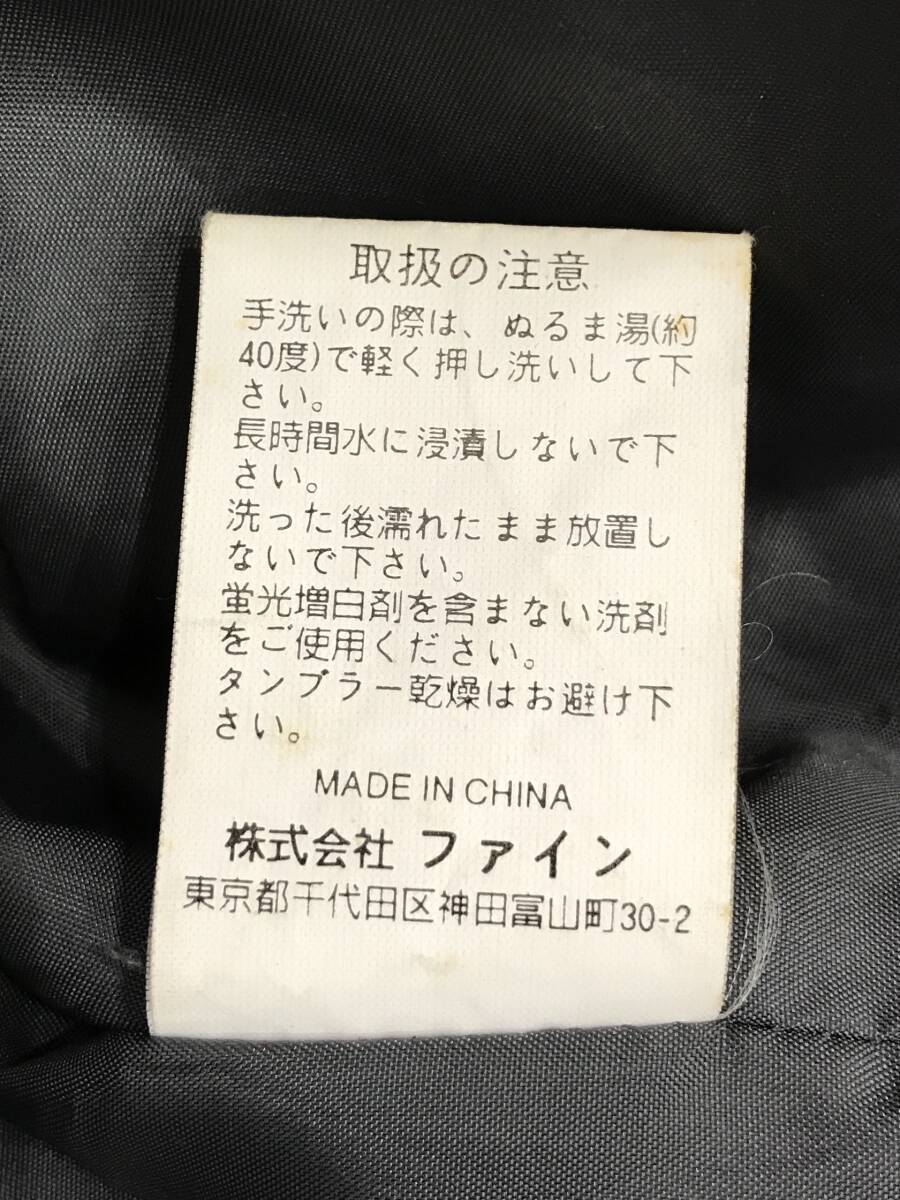 取扱の注意
手洗いの際は、ぬるま湯(約
40度)で軽く押し洗いして下
さい。
長時間水に浸漬しないで下
さい。
洗った後濡れたまま放置し
ないで下さい。
蛍光増白剤を含まない洗剤
をご使用ください。
タンブラー乾燥はお避け下
さい。
MADE IN CHINA
株式会社 ファイン
東京都千代田区神田富山町30-2